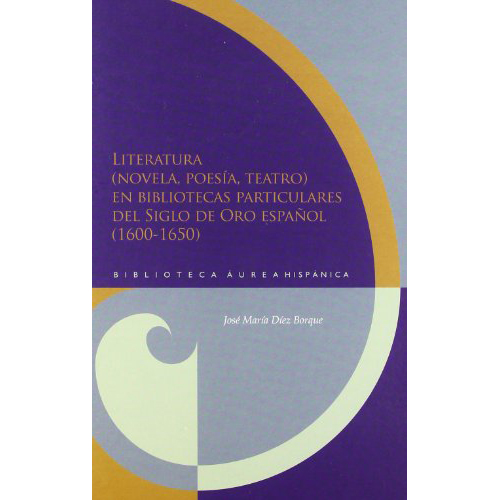 LITERATURA
(NOVELA, POESÍA, TEATRO)
EN BIBLIOTECAS PARTICULARES
DEL SIGLO DE ORO ESPAÑOL
(1600-1650)
BIBLIOTECA ÁUREA HISPÁNICA
José María Díez Borque